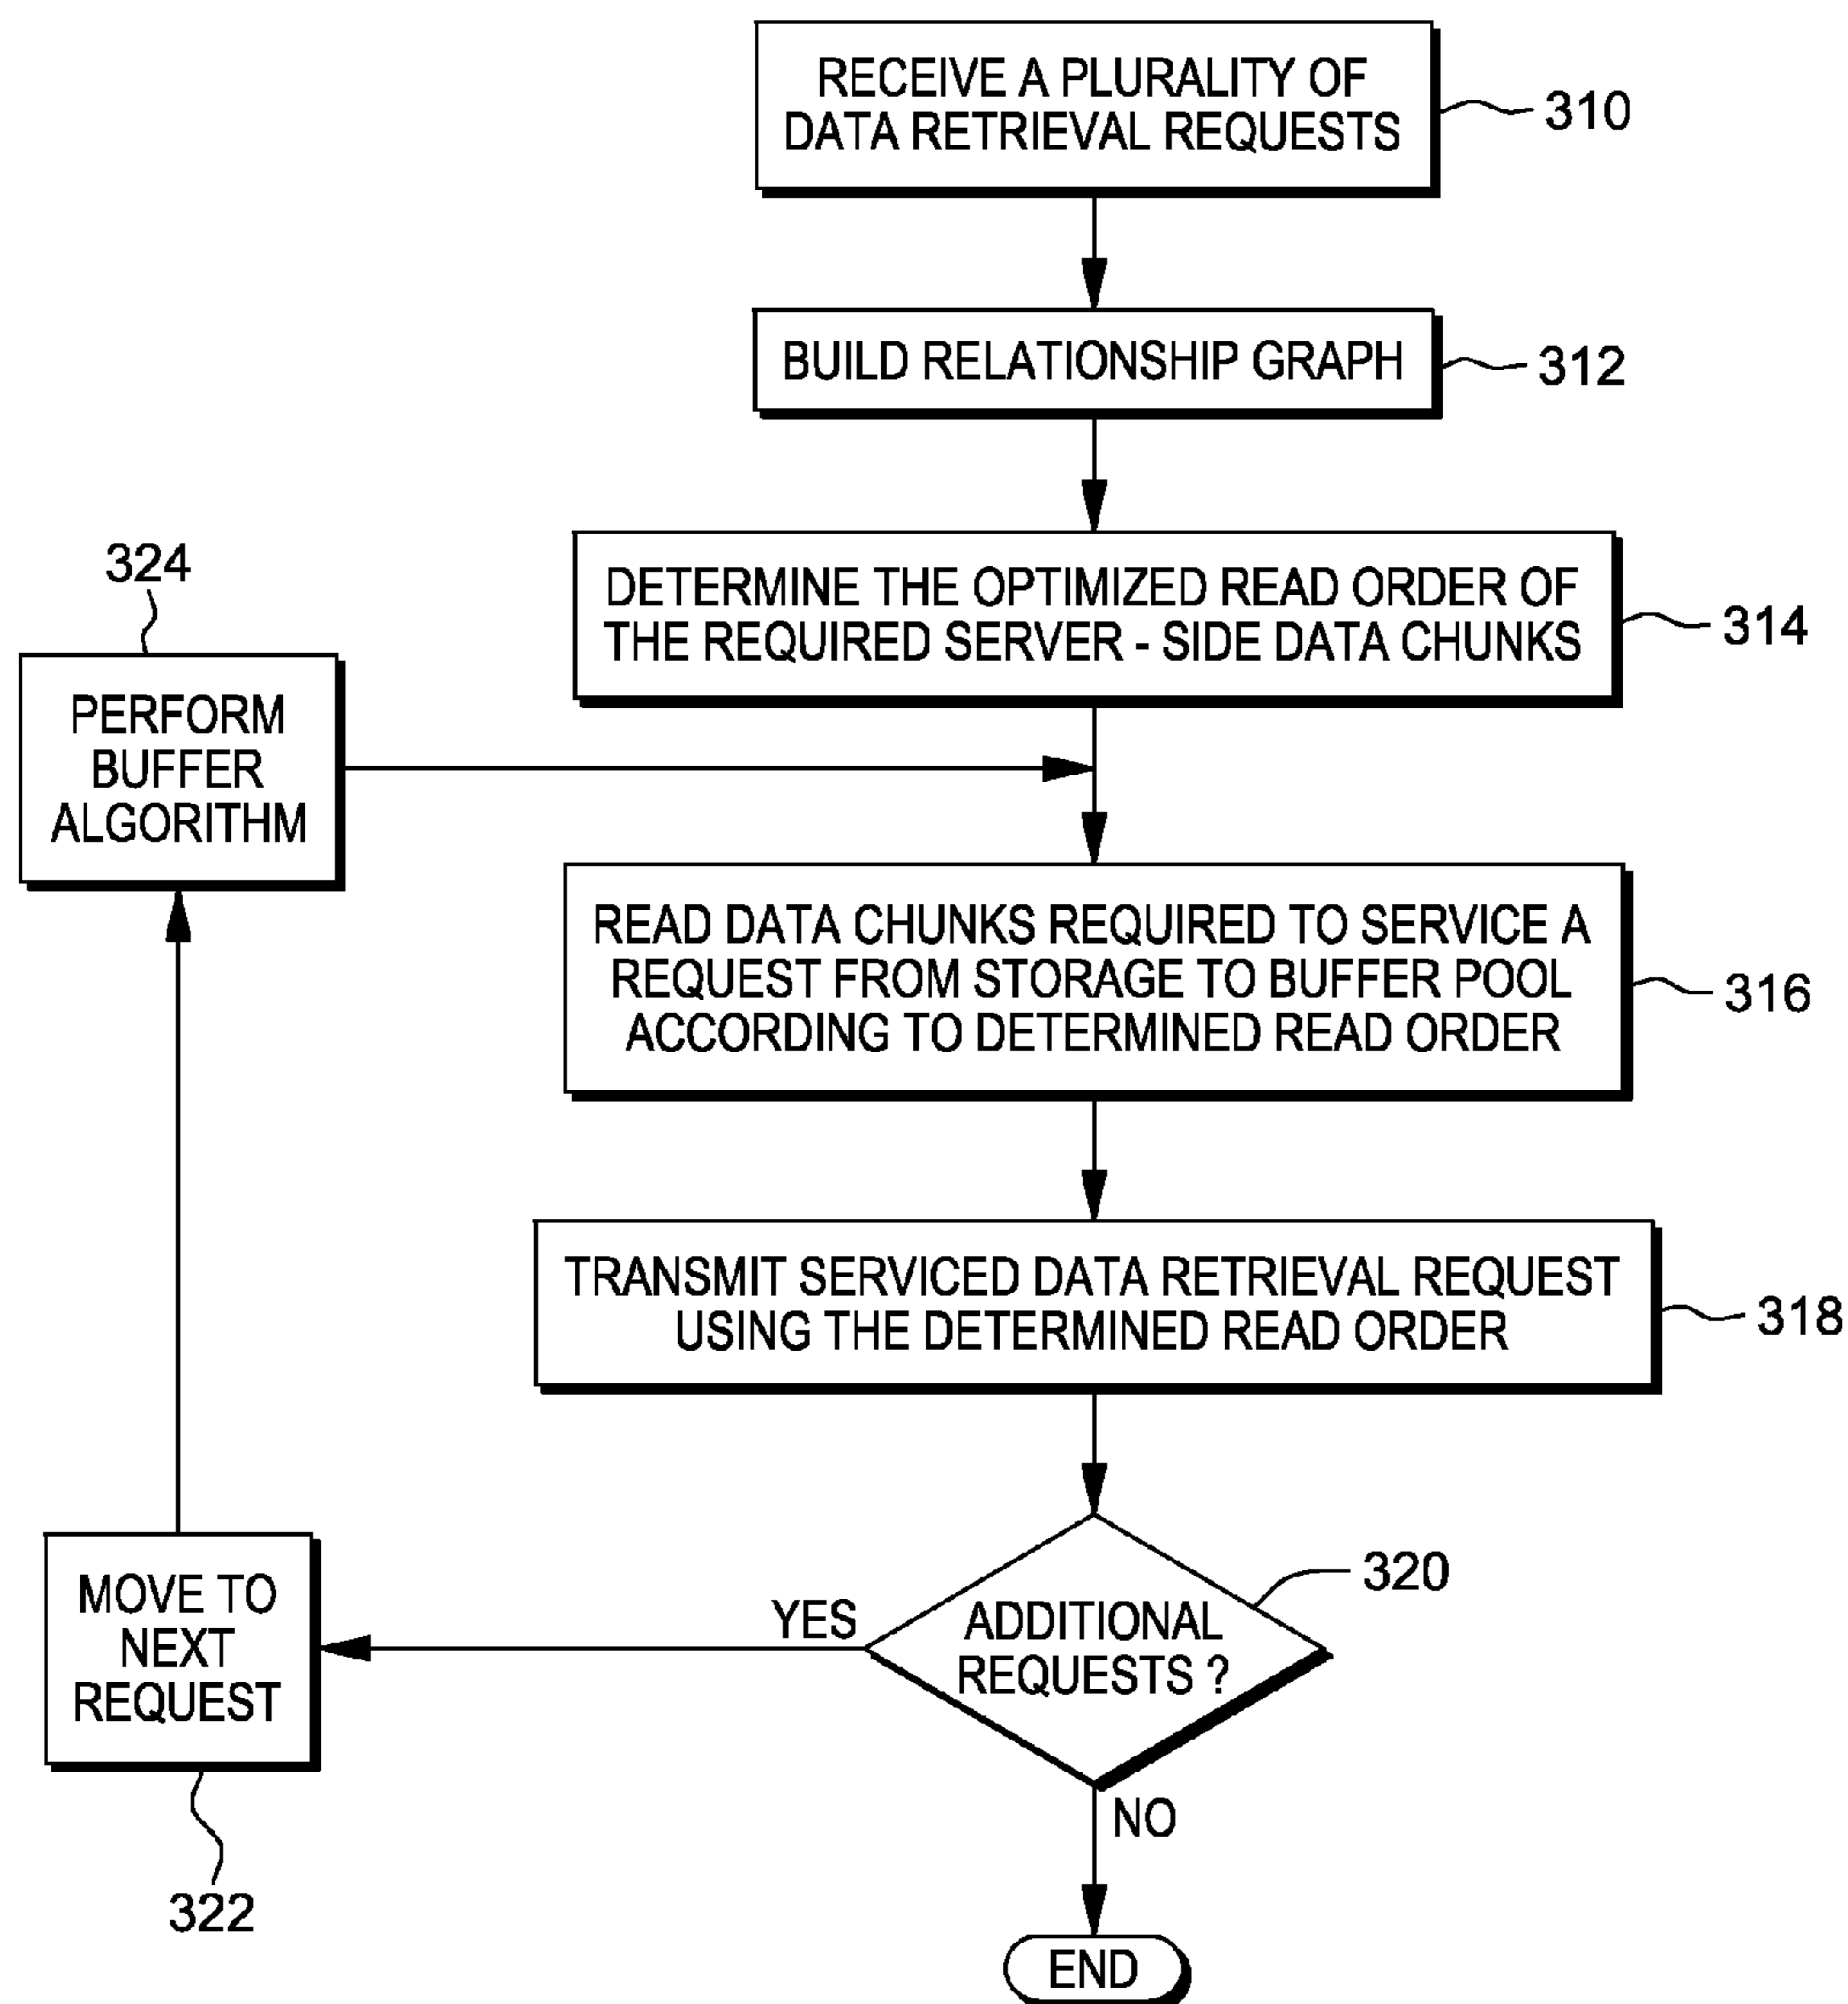 RECEIVE A PLURALITY OF
DATA RETRIEVAL REQUESTS
310
BUILD RELATIONSHIP GRAPH
312
DETERMINE THE OPTIMIZED READ ORDER OF
THE REQUIRED SERVER - SIDE DATA CHUNKS
314
324
PERFORM
BUFFER
ALGORITHM
READ DATA CHUNKS REQUIRED TO SERVICE A
REQUEST FROM STORAGE TO BUFFER POOL
ACCORDING TO DETERMINED READ ORDER
316
TRANSMIT SERVICED DATA RETRIEVAL REQUEST
USING THE DETERMINED READ ORDER
318
320
ADDITIONAL
REQUESTS ?
YES
MOVE TO
NEXT
REQUEST
322
NO
END